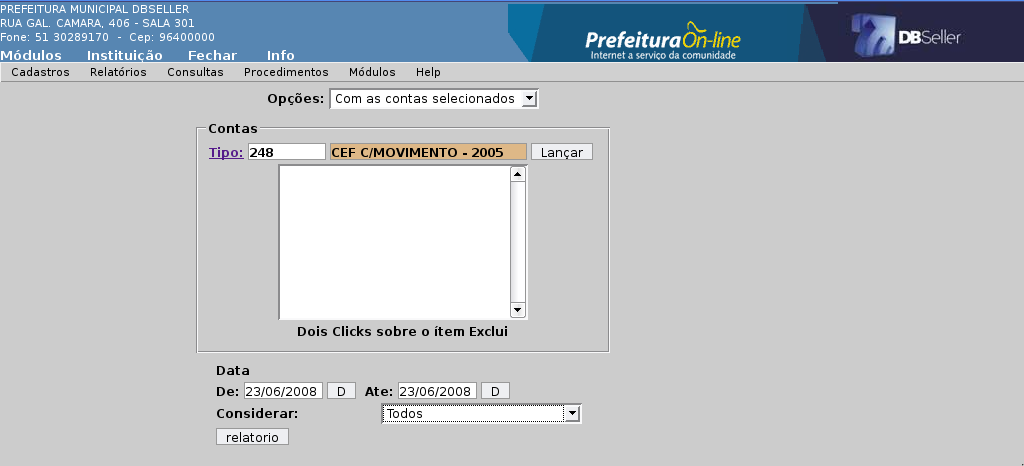 PREFEITURA MUNICIPAL DBSELLER
RUA GAL. CAMARA, 406 - SALA 301
Fone: 51 30289170 - Cep: 96400000
PrefeituraOn-line
Internet a serviço da comunidade
DBSeller
Módulos Instituição Fechar Info
Cadastros Relatórios Consultas Procedimentos Módulos Help
Opções: Com as contas selecionados
Contas
Tipo: 248 CEF C/MOVIMENTO - 2005 Lançar
Dois Clicks sobre o ítem Exclui
Data
De: 23/06/2008 D Ate: 23/06/2008 D
Considerar: Todos
relatorio